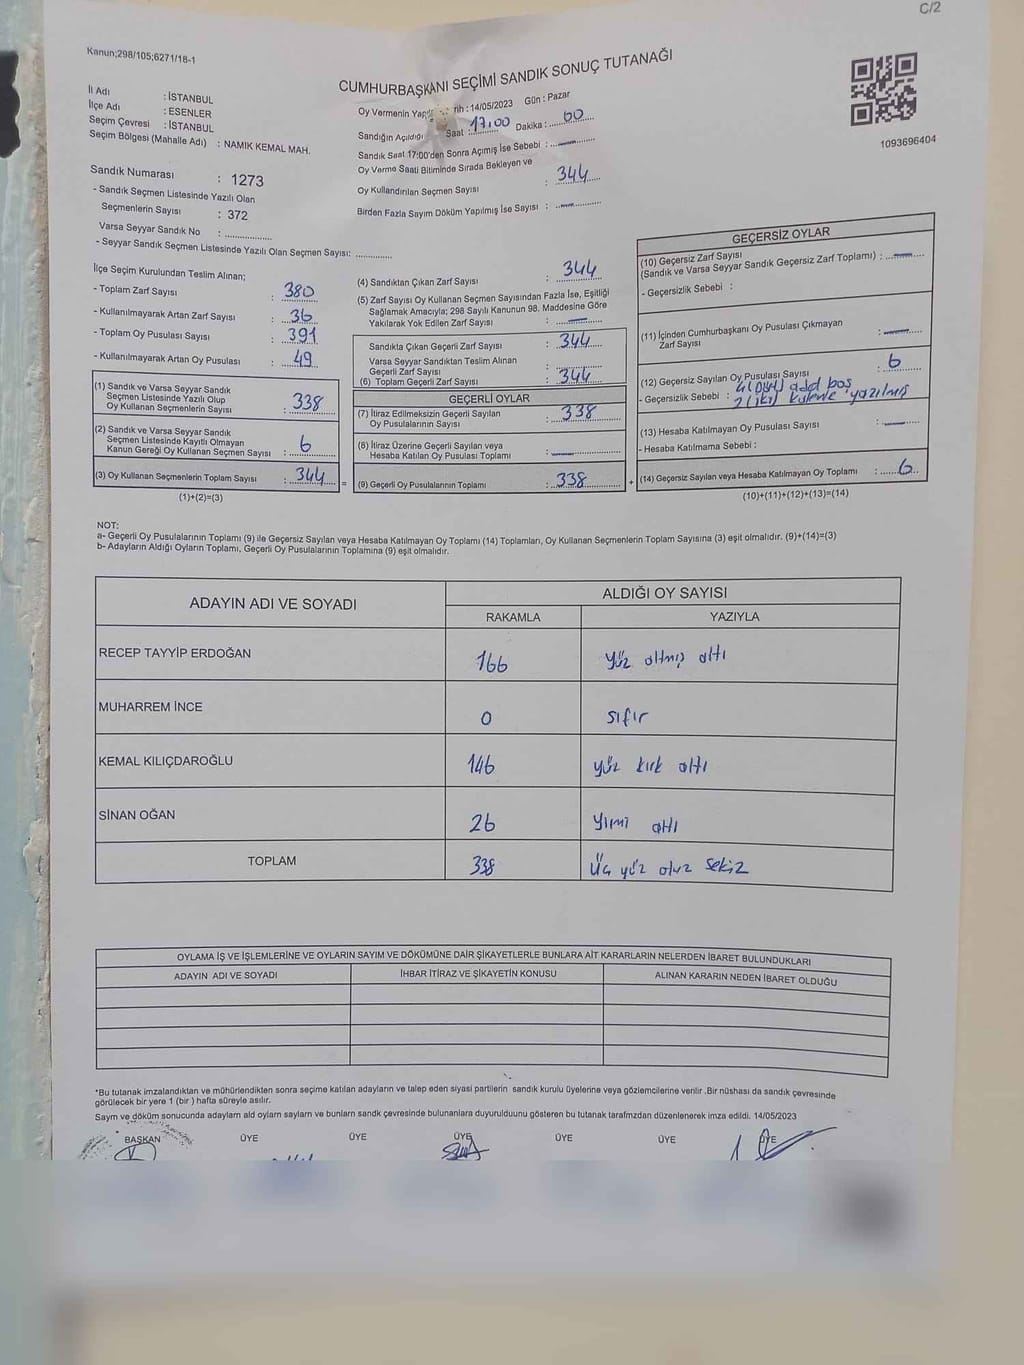 C/2
Kanun;298/105;6271/18-1
CUMHURBAŞKANI SEÇİMİ SANDIK SONUÇ TUTANAĞI
İl Adı : İSTANBUL
İlçe Adı : ESENLER
Seçim Çevresi : İSTANBUL
Seçim Bölgesi (Mahalle Adı) : NAMIK KEMAL MAH.
Sandık Numarası : 1273
- Sandık Seçmen Listesinde Yazılı Olan
Seçmenlerin Sayısı : 372
Varsa Seyyar Sandık No :
- Seyyar Sandık Seçmen Listesinde Yazılı Olan Seçmen Sayısı:
Oy Vermenin rih : 14/05/2023 Gün : Pazar
Sandığın Açıldığı Saat : 17:00 Dakika : 00
Sandık Saat 17:00'den Sonra Açımış İse Sebebi :
Oy Verme Saati Bitiminde Sırada Bekleyen ve
Oy Kullandırılan Seçmen Sayısı : 344
Birden Fazla Sayım Döküm Yapılmış İse Sayısı :
1093696404
İlçe Seçim Kurulundan Teslim Alınan;
- Toplam Zarf Sayısı : 380
- Kullanılmayarak Artan Zarf Sayısı : 36
- Toplam Oy Pusulası Sayısı : 391
- Kullanılmayarak Artan Oy Pusulası : 49
(1) Sandık ve Varsa Seyyar Sandık
Seçmen Listesinde Yazılı Olup
Oy Kullanan Seçmenlerin Sayısı : 338
(2) Sandık ve Varsa Seyyar Sandık
Seçmen Listesinde Kayıtlı Olmayan
Kanun Gereği Oy Kullanan Seçmen Sayısı : 6
(3) Oy Kullanan Seçmenlerin Toplam Sayısı : 344
(1)+(2)=(3)
(4) Sandıktan Çıkan Zarf Sayısı : 344
(5) Zarf Sayısı Oy Kullanan Seçmen Sayısından Fazla İse, Eşitliği
Sağlamak Amacıyla; 298 Sayılı Kanunun 98. Maddesine Göre
Yakılarak Yok Edilen Zarf Sayısı :
Sandıkta Çıkan Geçerli Zarf Sayısı : 344
Varsa Seyyar Sandıktan Teslim Alınan
Geçerli Zarf Sayısı :
(6) Toplam Geçerli Zarf Sayısı : 344
=
GEÇERLİ OYLAR
(7) İtiraz Edilmeksizin Geçerli Sayılan
Oy Pusulalarının Sayısı : 338
(8) İtiraz Üzerine Geçerli Sayılan veya
Hesaba Katılan Oy Pusulası Toplamı :
(9) Geçerli Oy Pusulalarının Toplamı : 338
+
GEÇERSİZ OYLAR
(10) Geçersiz Zarf Sayısı
(Sandık ve Varsa Seyyar Sandık Geçersiz Zarf Toplamı) :
- Geçersizlik Sebebi :
(11) İçinden Cumhurbaşkanı Oy Pusulası Çıkmayan
Zarf Sayısı :
(12) Geçersiz Sayılan Oy Pusulası Sayısı : 6
- Geçersizlik Sebebi : 4(Dört) add boş
2(iki) yazılmış
(13) Hesaba Katılmayan Oy Pusulası Sayısı :
- Hesaba Katılmama Sebebi :
(14) Geçersiz Sayılan veya Hesaba Katılmayan Oy Toplamı : 6
(10)+(11)+(12)+(13)=(14)
NOT:
a- Geçerli Oy Pusulalarının Toplamı (9) ile Geçersiz Sayılan veya Hesaba Katılmayan Oy Toplamı (14) Toplamları, Oy Kullanan Seçmenlerin Toplam Sayısına (3) eşit olmalıdır. (9)+(14)=(3)
b- Adayların Aldığı Oyların Toplamı, Geçerli Oy Pusulalarının Toplamına (9) eşit olmalıdır.
ADAYIN ADI VE SOYADI ALDIĞI OY SAYISI
RAKAMLA YAZIYLA
RECEP TAYYİP ERDOĞAN 166 yüz altmış altı
MUHARREM İNCE 0 sıfır
KEMAL KILIÇDAROĞLU 146 yüz kırk altı
SİNAN OĞAN 26 yımi altı
TOPLAM 338 üç yüz otuz sekiz
OYLAMA İŞ VE İŞLEMLERİNE VE OYLARIN SAYIM VE DÖKÜMÜNE DAİR ŞİKAYETLERLE BUNLARA AİT KARARLARIN NELERDEN İBARET BULUNDUKLARI
ADAYIN ADI VE SOYADI İHBAR İTİRAZ VE ŞİKAYETİN KONUSU ALINAN KARARIN NEDEN İBARET OLDUĞU
*Bu tutanak imzalandıktan ve mühürlendikten sonra seçime katılan adayların ve talep eden siyasi partilerin sandık kurulu üyelerine veya gözlemcilerine verilir .Bir nüshası da sandık çevresinde
görülecek bir yere 1 (bir ) hafta süreyle asılır.
Sayım ve döküm sonucunda adayların ald oyların sayların ve bunların sandk çevresinde bulunanlara duyurulduunu gösteren bu tutanak tarafmzdan düzenlenerek imza edildi. 14/05/2023
BAŞKAN ÜYE ÜYE ÜYE ÜYE ÜYE ÜYE